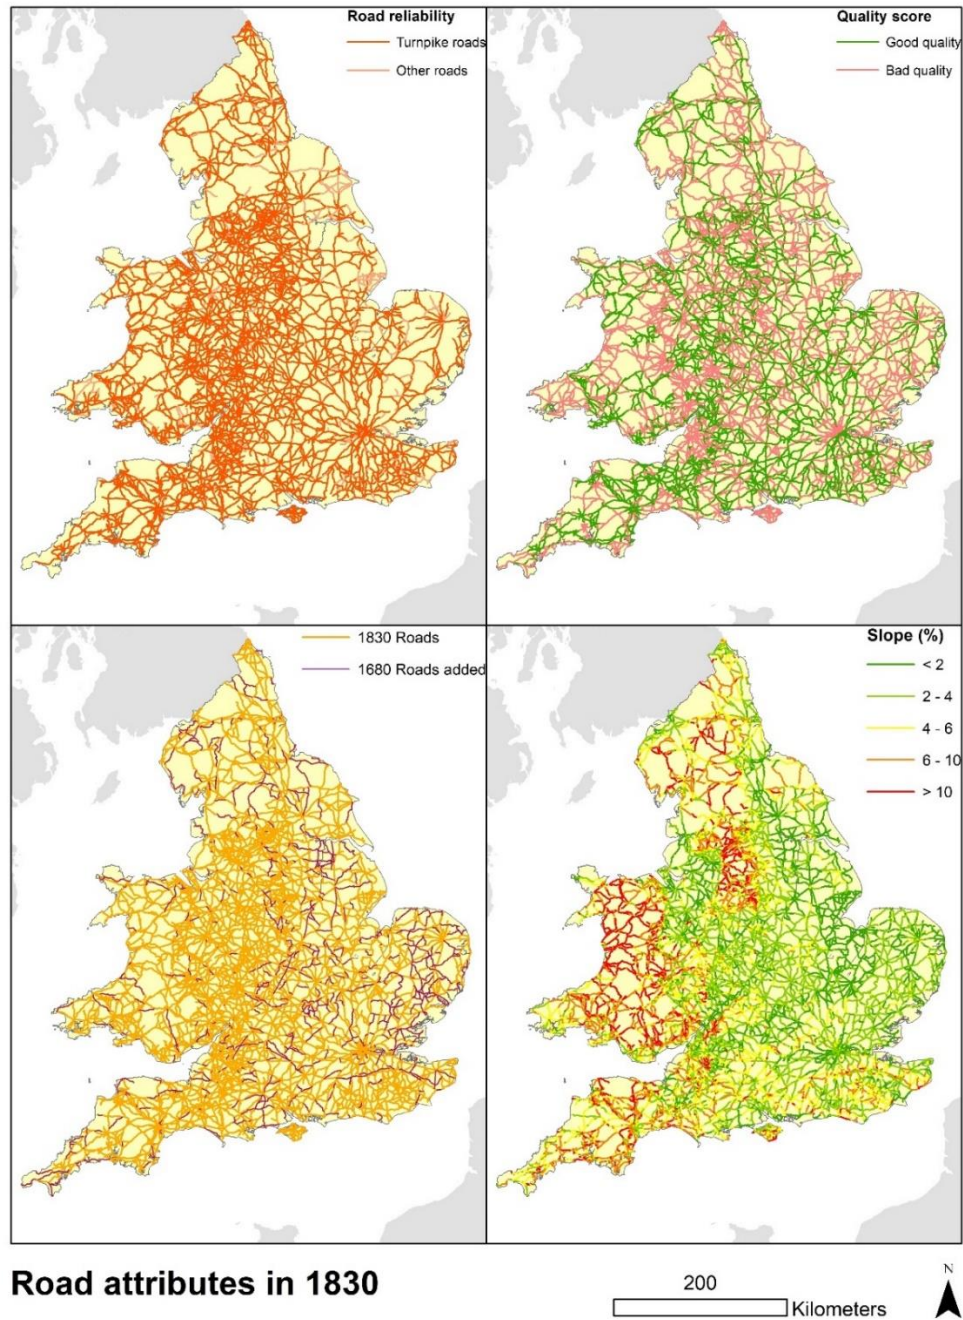 Road reliability
Turnpike roads
Other roads
Quality score
Good quality
Bad quality
1830 Roads
1680 Roads added
Slope (%)
< 2
2 - 4
4 - 6
6 - 10
> 10
Road attributes in 1830
200
Kilometers
N